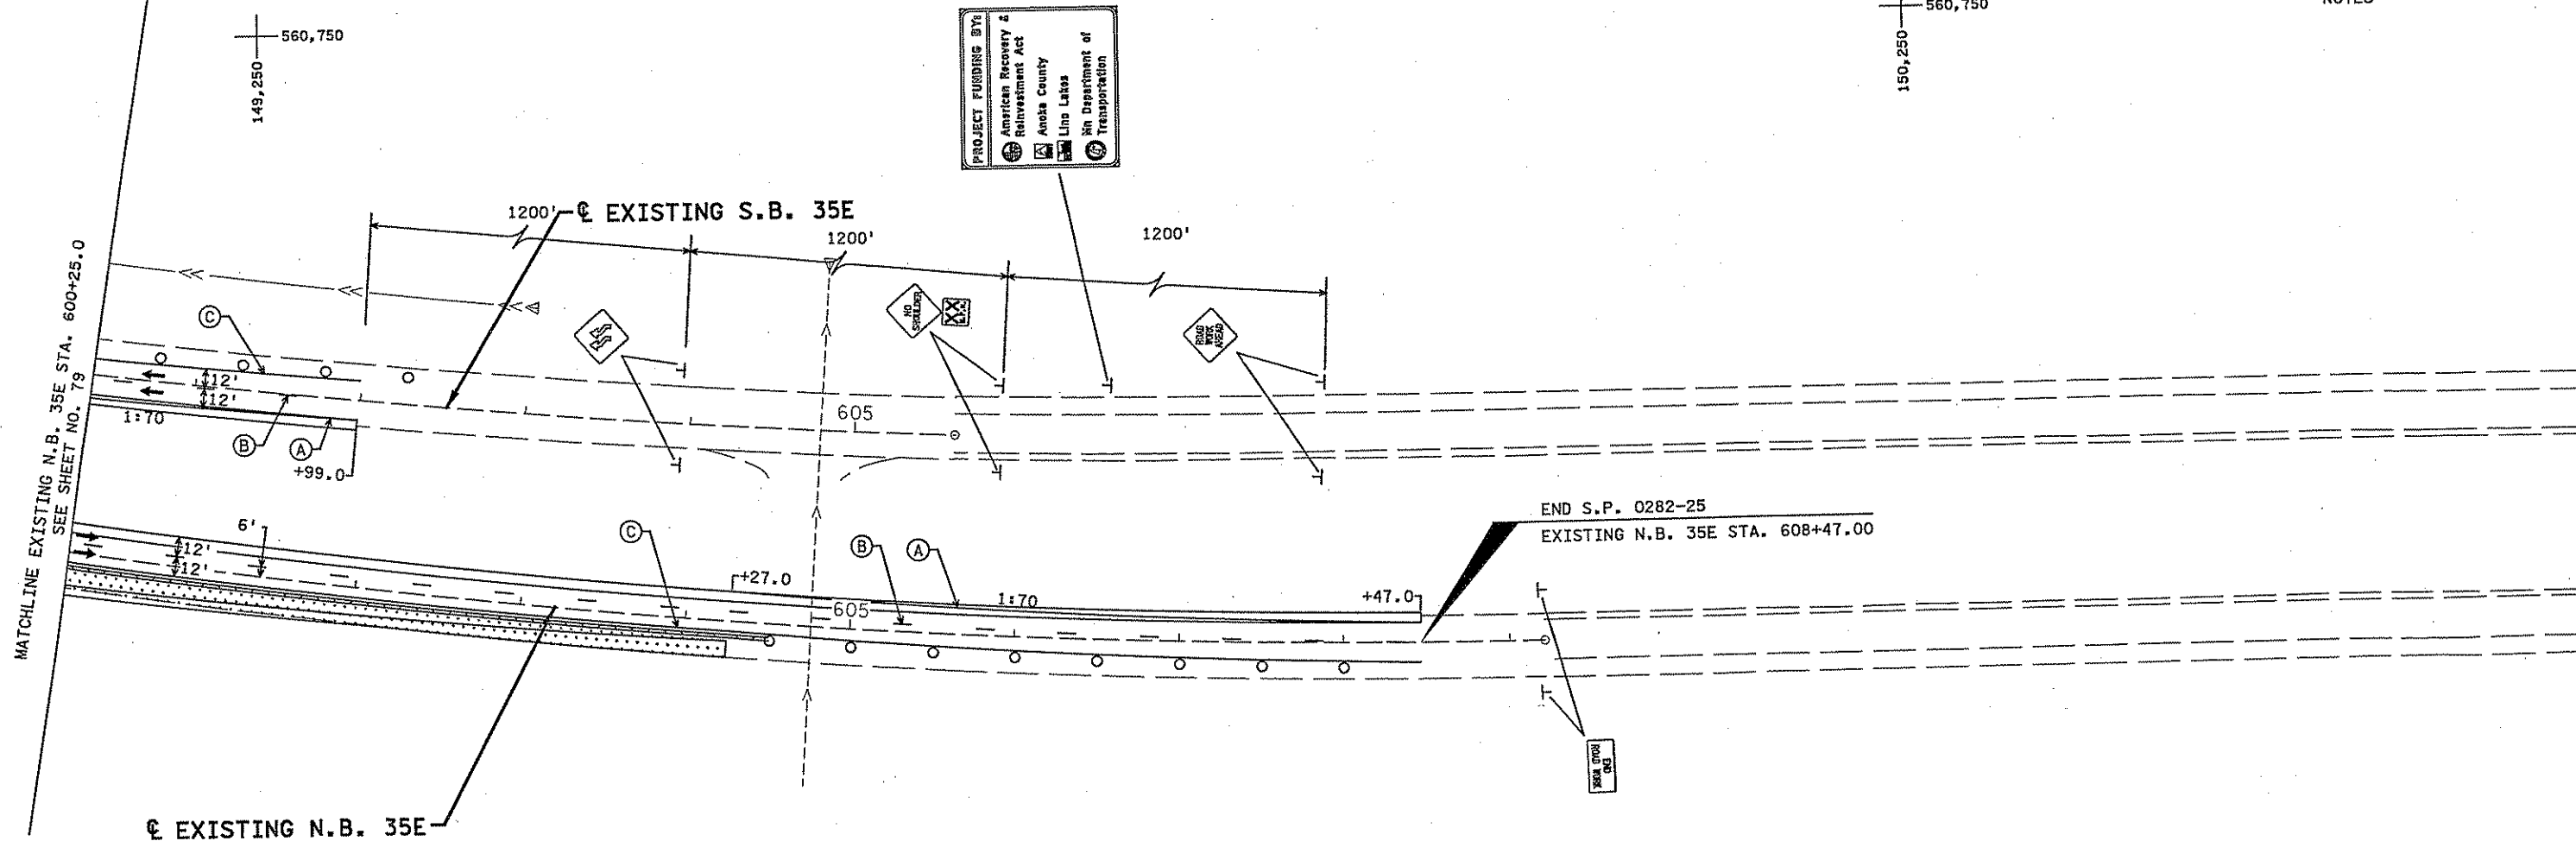 560,750
149,250
560,750
150,250
PROJECT FUNDING BY:
American Recovery &
Reinvestment Act
Anoka County
Lino Lakes
Mn Department of
Transportation
1200'
℄ EXISTING S.B. 35E
1200'
1200'
MATCHLINE EXISTING N.B. 35E STA. 600+25.0
SEE SHEET NO. 79
C
NO
SHOULDER
XX
ROAD
WORK
AHEAD
12'
12'
1:70
B
A
+99.0
605
6'
12'
12'
C
+27.0
605
B
A
1:70
+47.0
END S.P. 0282-25
EXISTING N.B. 35E STA. 608+47.00
END
ROAD WORK
℄ EXISTING N.B. 35E